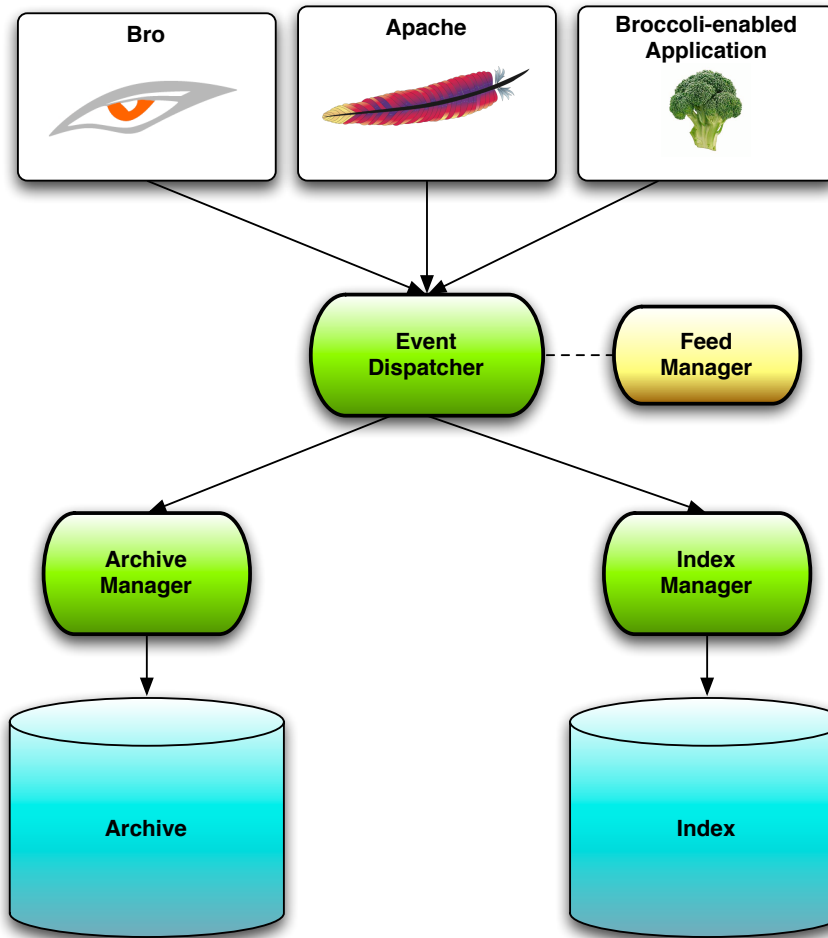 Bro
Apache
Broccoli-enabled
Application
Event
Dispatcher
Feed
Manager
Archive
Manager
Index
Manager
Archive
Index